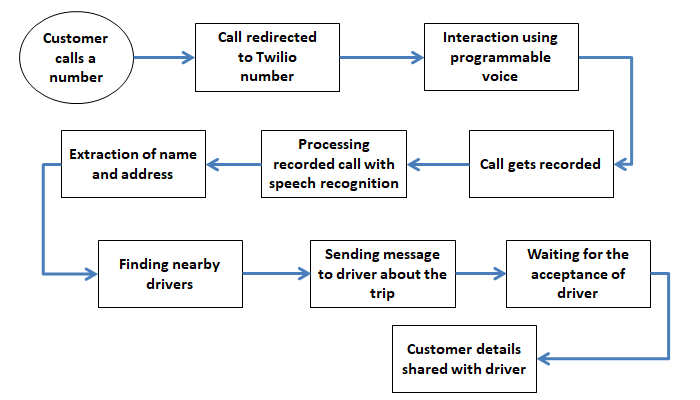 Customer
calls a
number
Call redirected
to Twilio
number
Interaction using
programmable
voice
Call gets recorded
Processing
recorded call with
speech recognition
Extraction of name
and address
Finding nearby
drivers
Sending message
to driver about the
trip
Waiting for the
acceptance of
driver
Customer details
shared with driver